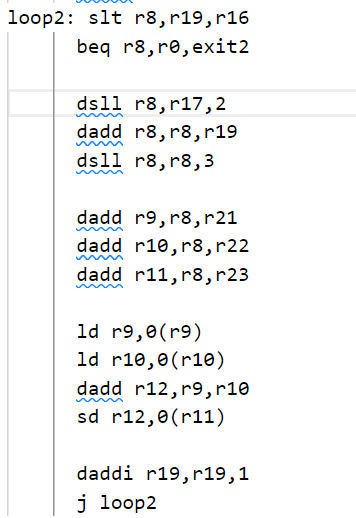 loop2: slt r8,r19,r16
beq r8,r0,exit2
dsll r8,r17,2
dadd r8,r8,r19
dsll r8,r8,3
dadd r9,r8,r21
dadd r10,r8,r22
dadd r11,r8,r23
ld r9,0(r9)
ld r10,0(r10)
dadd r12,r9,r10
sd r12,0(r11)
daddi r19,r19,1
j loop2